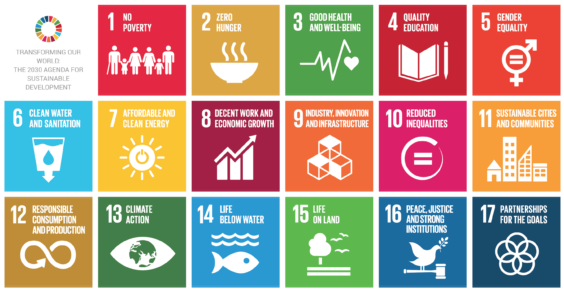 TRANSFORMING OUR
WORLD:
THE 2030 AGENDA FOR
SUSTAINABLE
DEVELOPMENT
1 NO
POVERTY
2 ZERO
HUNGER
3 GOOD HEALTH
AND WELL-BEING
4 QUALITY
EDUCATION
5 GENDER
EQUALITY
6 CLEAN WATER
AND SANITATION
7 AFFORDABLE AND
CLEAN ENERGY
8 DECENT WORK AND
ECONOMIC GROWTH
9 INDUSTRY, INNOVATION
AND INFRASTRUCTURE
10 REDUCED
INEQUALITIES
11 SUSTAINABLE CITIES
AND COMMUNITIES
12 RESPONSIBLE
CONSUMPTION
AND PRODUCTION
13 CLIMATE
ACTION
14 LIFE
BELOW WATER
15 LIFE
ON LAND
16 PEACE, JUSTICE
AND STRONG
INSTITUTIONS
17 PARTNERSHIPS
FOR THE GOALS